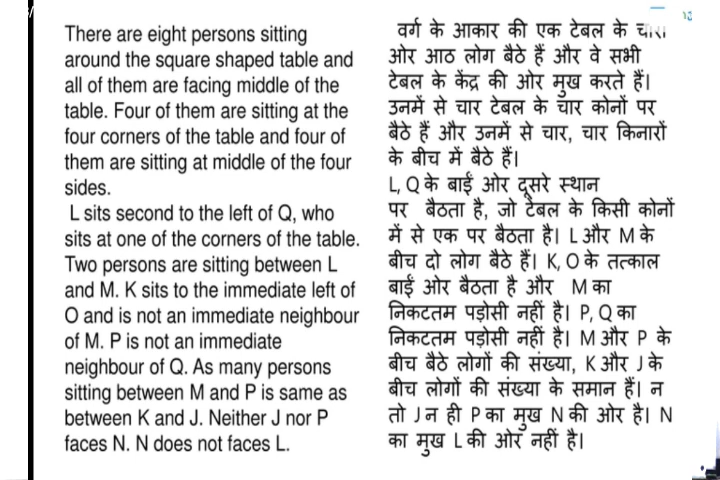 There are eight persons sitting
around the square shaped table and
all of them are facing middle of the
table. Four of them are sitting at the
four corners of the table and four of
them are sitting at middle of the four
sides.
L sits second to the left of Q, who
sits at one of the corners of the table.
Two persons are sitting between L
and M. K sits to the immediate left of
O and is not an immediate neighbour
of M. P is not an immediate
neighbour of Q. As many persons
sitting between M and P is same as
between K and J. Neither J nor P
faces N. N does not faces L.
वर्ग के आकार की एक टेबल के चारों
ओर आठ लोग बैठे हैं और वे सभी
टेबल के केंद्र की ओर मुख करते हैं।
उनमें से चार टेबल के चार कोनों पर
बैठे हैं और उनमें से चार, चार किनारों
के बीच में बैठे हैं।
L, Q के बाईं ओर दूसरे स्थान
पर बैठता है, जो टेबल के किसी कोनों
में से एक पर बैठता है। L और M के
बीच दो लोग बैठे हैं। K, O के तत्काल
बाईं ओर बैठता है और M का
निकटतम पड़ोसी नहीं है। P, Q का
निकटतम पड़ोसी नहीं है। M और P के
बीच बैठे लोगों की संख्या, K और J के
बीच लोगों की संख्या के समान हैं। न
तो J न ही P का मुख N की ओर है। N
का मुख L की ओर नहीं है।